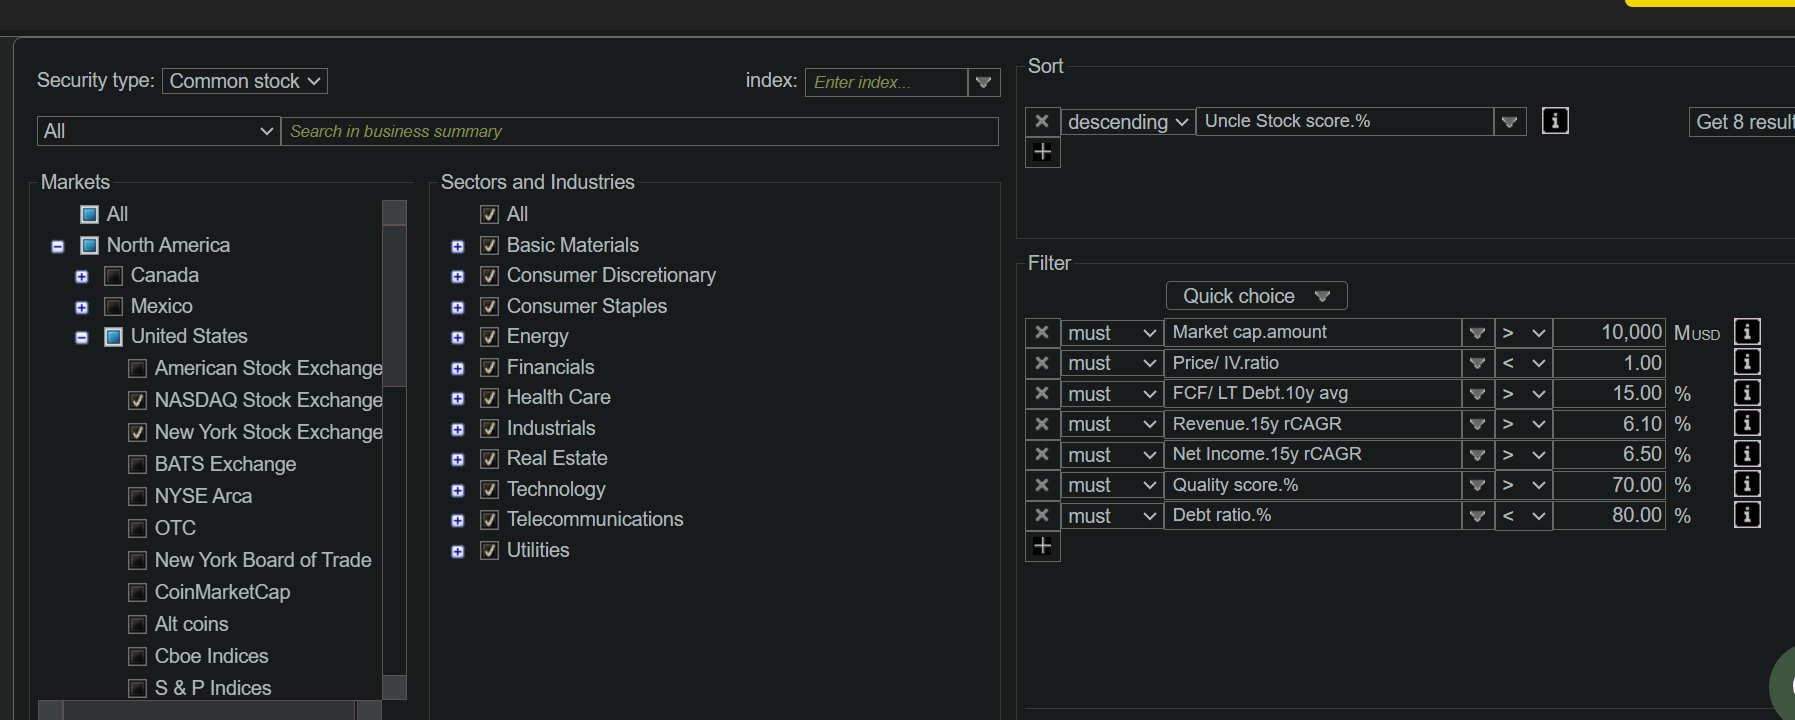 Security type: Common stock
index: Enter index...
All Search in business summary
Markets
All
North America
Canada
Mexico
United States
American Stock Exchange
NASDAQ Stock Exchange
New York Stock Exchange
BATS Exchange
NYSE Arca
OTC
New York Board of Trade
CoinMarketCap
Alt coins
Cboe Indices
S & P Indices
Sectors and Industries
All
Basic Materials
Consumer Discretionary
Consumer Staples
Energy
Financials
Health Care
Industrials
Real Estate
Technology
Telecommunications
Utilities
Sort
descending Uncle Stock score.% i Get 8 result
Filter
Quick choice
must Market cap.amount > 10,000 MUSD i
must Price/ IV.ratio < 1.00 i
must FCF/ LT Debt.10y avg > 15.00 % i
must Revenue.15y rCAGR > 6.10 % i
must Net Income.15y rCAGR > 6.50 % i
must Quality score.% > 70.00 % i
must Debt ratio.% < 80.00 % i